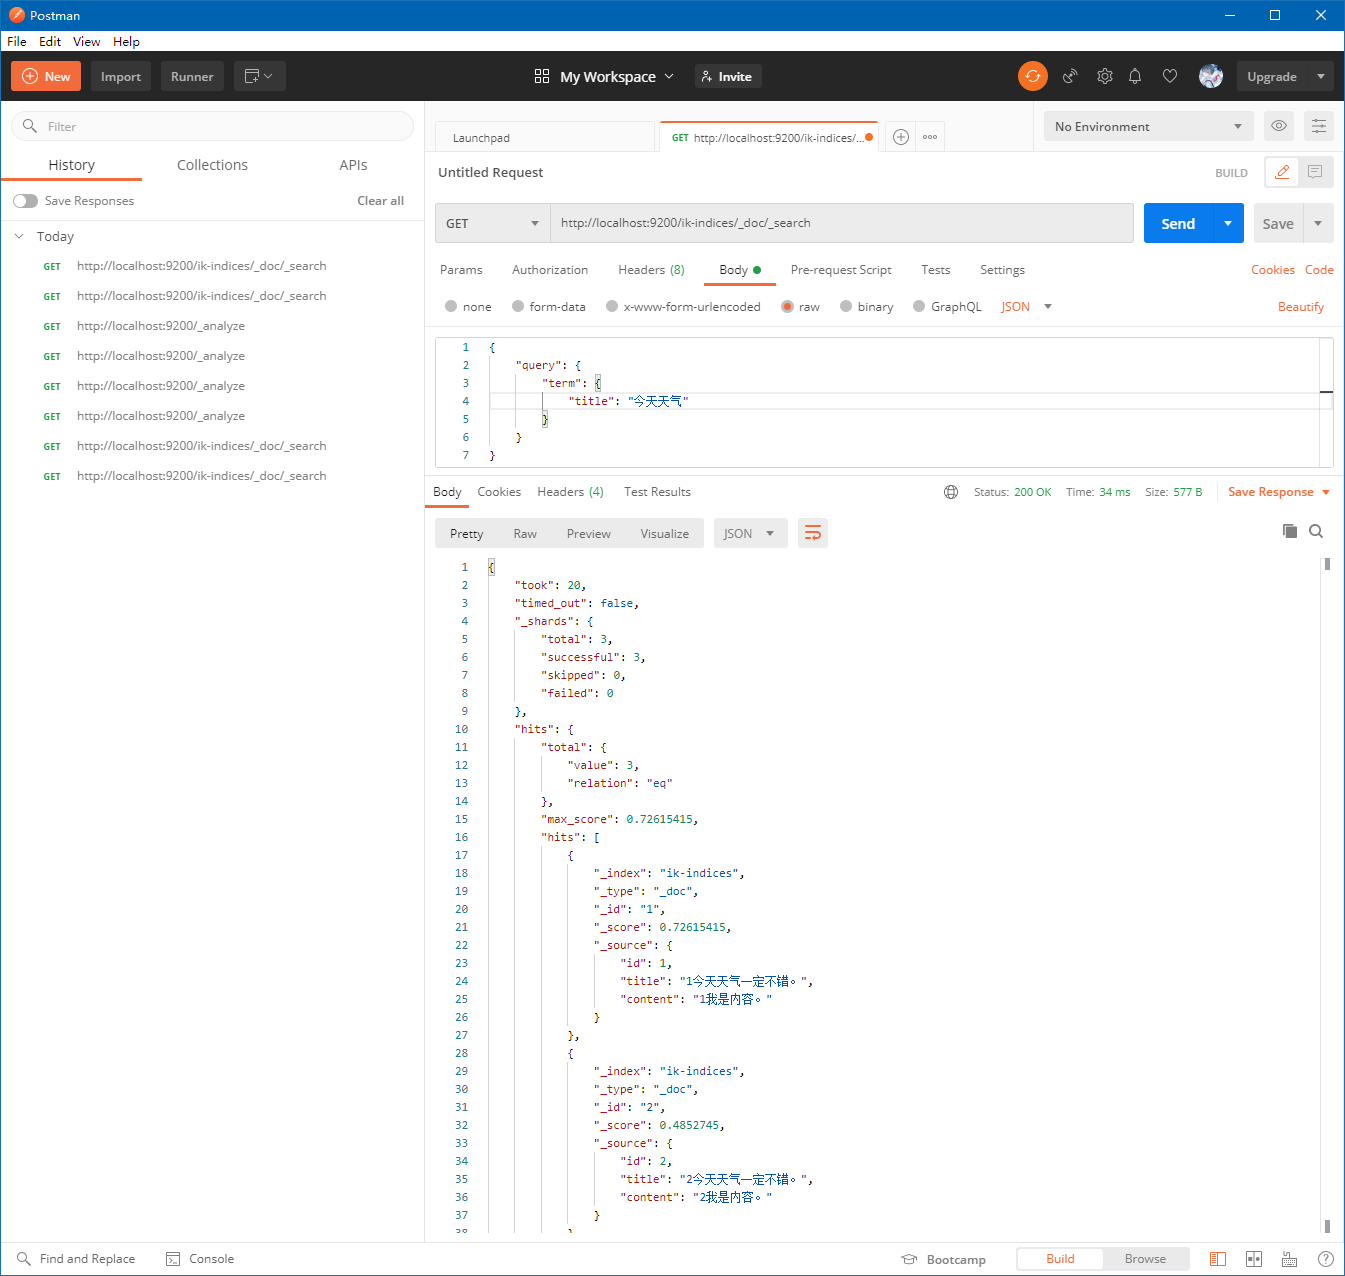 Postman
File Edit View Help
New Import Runner My Workspace Invite Upgrade
Filter
History Collections APIs
Save Responses Clear all
Today
GET http://localhost:9200/ik-indices/_doc/_search
GET http://localhost:9200/ik-indices/_doc/_search
GET http://localhost:9200/_analyze
GET http://localhost:9200/_analyze
GET http://localhost:9200/_analyze
GET http://localhost:9200/_analyze
GET http://localhost:9200/ik-indices/_doc/_search
GET http://localhost:9200/ik-indices/_doc/_search
Launchpad GET http://localhost:9200/ik-indices/... No Environment
Untitled Request BUILD
GET http://localhost:9200/ik-indices/_doc/_search Send Save
Params Authorization Headers (8) Body Pre-request Script Tests Settings Cookies Code
none form-data x-www-form-urlencoded raw binary GraphQL JSON Beautify
1 {
2 "query": {
3 "term": {
4 "title": "今天天气"
5 }
6 }
7 }
Body Cookies Headers (4) Test Results Status: 200 OK Time: 34 ms Size: 577 B Save Response
Pretty Raw Preview Visualize JSON
1 {
2 "took": 20,
3 "timed_out": false,
4 "_shards": {
5 "total": 3,
6 "successful": 3,
7 "skipped": 0,
8 "failed": 0
9 },
10 "hits": {
11 "total": {
12 "value": 3,
13 "relation": "eq"
14 },
15 "max_score": 0.72615415,
16 "hits": [
17 {
18 "_index": "ik-indices",
19 "_type": "_doc",
20 "_id": "1",
21 "_score": 0.72615415,
22 "_source": {
23 "id": 1,
24 "title": "1今天天气一定不错。",
25 "content": "1我是内容。"
26 }
27 },
28 {
29 "_index": "ik-indices",
30 "_type": "_doc",
31 "_id": "2",
32 "_score": 0.4852745,
33 "_source": {
34 "id": 2,
35 "title": "2今天天气一定不错。",
36 "content": "2我是内容。"
37 }
38 }
Find and Replace Console Bootcamp Build Browse